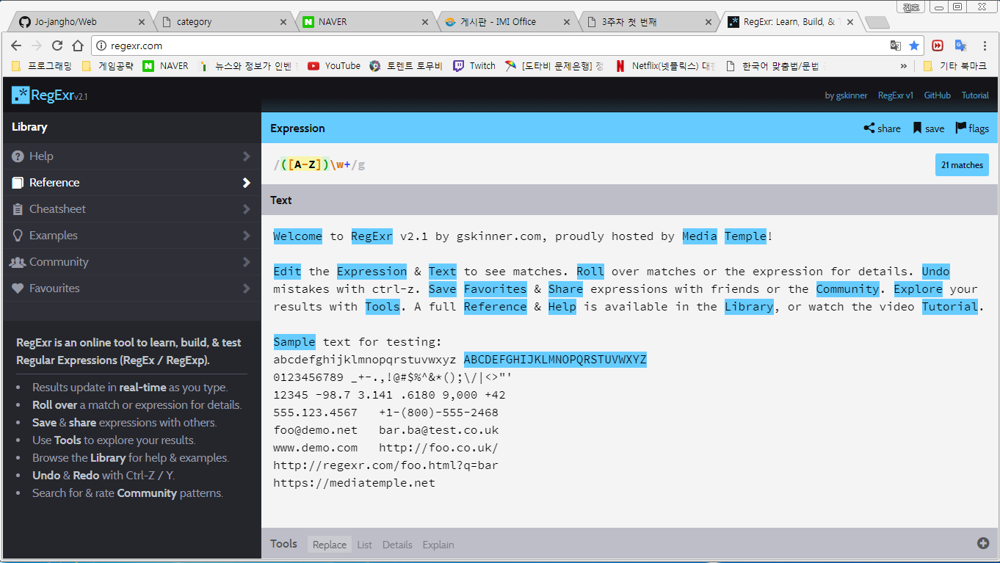 전호
Jo-jangho/Web
category
NAVER
게시판 - IMI Office
3주차 첫 번째
RegExr: Learn, Build, &
regexr.com
프로그래밍
게임공략
NAVER
뉴스와 정보가 인벤
YouTube
토렌트 토무비
Twitch
[도타비 문제은행]
Netflix(넷플릭스) 대한
한국어 맞춤법/문법
»
기타 북마크
.* RegExr v2.1
by gskinner RegExr v1 GitHub Tutorial
Library
Help
Reference
Cheatsheet
Examples
Community
Favourites
RegExr is an online tool to learn, build, & test
Regular Expressions (RegEx / RegExp).
• Results update in real-time as you type.
• Roll over a match or expression for details.
• Save & share expressions with others.
• Use Tools to explore your results.
• Browse the Library for help & examples.
• Undo & Redo with Ctrl-Z / Y.
• Search for & rate Community patterns.
Expression
share save flags
/([A-Z])\w+/g
21 matches
Text
Welcome to RegExr v2.1 by gskinner.com, proudly hosted by Media Temple!
Edit the Expression & Text to see matches. Roll over matches or the expression for details. Undo
mistakes with ctrl-z. Save Favorites & Share expressions with friends or the Community. Explore your
results with Tools. A full Reference & Help is available in the Library, or watch the video Tutorial.
Sample text for testing:
abcdefghijklmnopqrstuvwxyz ABCDEFGHIJKLMNOPQRSTUVWXYZ
0123456789 _+-.,!@#$%^&*();\/|<>"'
12345 -98.7 3.141 .6180 9,000 +42
555.123.4567 +1-(800)-555-2468
foo@demo.net bar.ba@test.co.uk
www.demo.com http://foo.co.uk/
http://regexr.com/foo.html?q=bar
https://mediatemple.net
Tools Replace List Details Explain